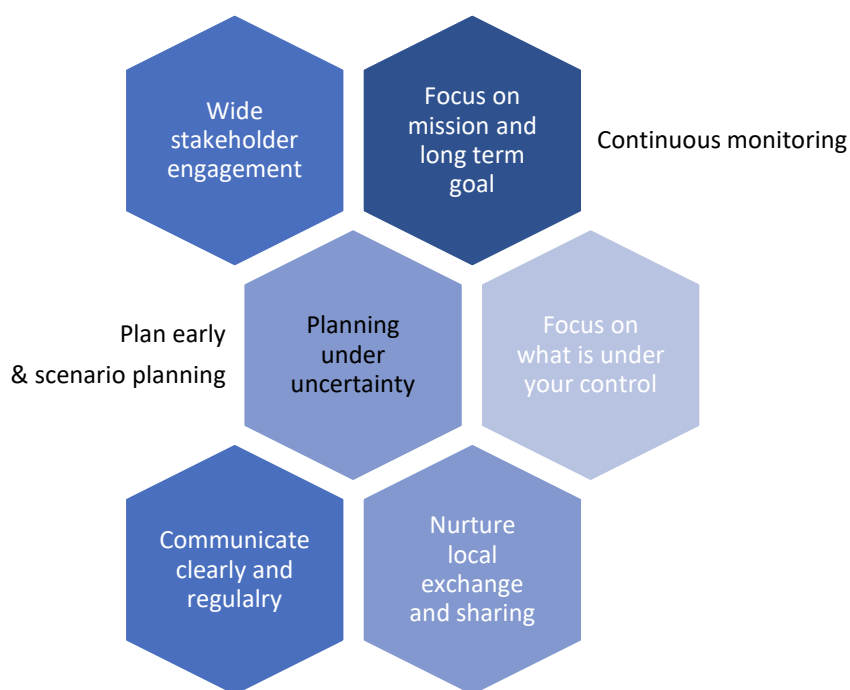 Wide
stakeholder
engagement
Focus on
mission and
long term
goal
Continuous monitoring
Plan early
& scenario planning
Planning
under
uncertainty
Focus on
what is under
your control
Communicate
clearly and
regulalry
Nurture
local
exchange
and sharing